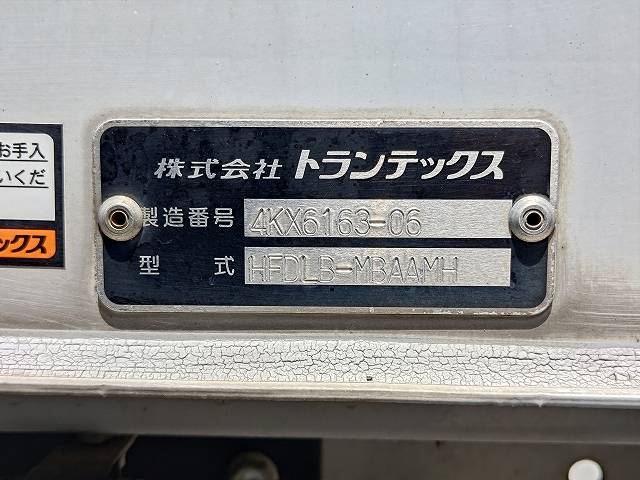 お手入
いくだ
ックス
株式会社 トランテックス
製造番号 4KX6163-06
型 式 HFDLB-MBAAMH